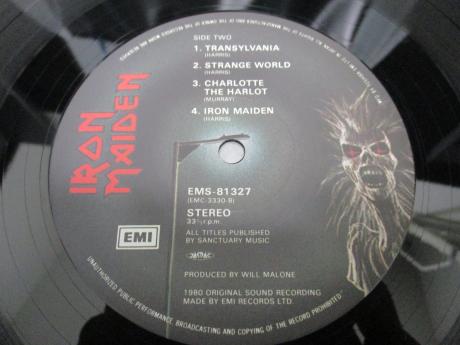 IRON
MAIDEN
SIDE TWO
1. TRANSYLVANIA
(HARRIS)
2. STRANGE WORLD
(HARRIS)
3. CHARLOTTE
THE HARLOT
(MURRAY)
4. IRON MAIDEN
(HARRIS)
EMS-81327
(EMC-3330-B)
STEREO
33⅓ r.p.m.
ALL TITLES PUBLISHED
BY SANCTUARY MUSIC
EMI
PRODUCED BY WILL MALONE
1980 ORIGINAL SOUND RECORDING
MADE BY EMI RECORDS LTD
UNAUTHORIZED PUBLIC PERFORMANCE, BROADCASTING AND COPYING OF THE RECORD PROHIBITED